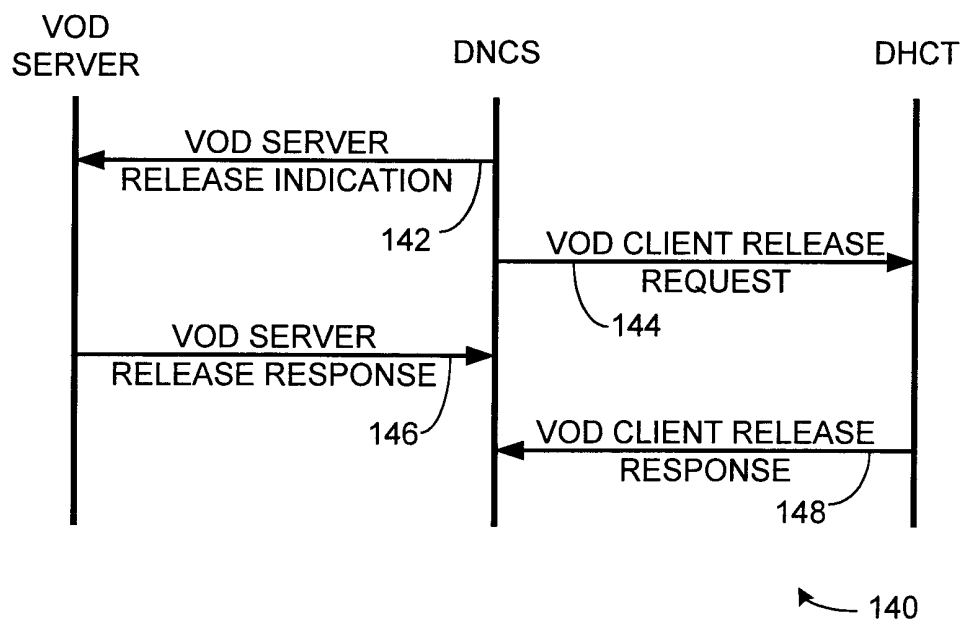 VOD
SERVER
DNCS
DHCT
VOD SERVER
RELEASE INDICATION
142
VOD CLIENT RELEASE
REQUEST
144
VOD SERVER
RELEASE RESPONSE
146
VOD CLIENT RELEASE
RESPONSE
148
140